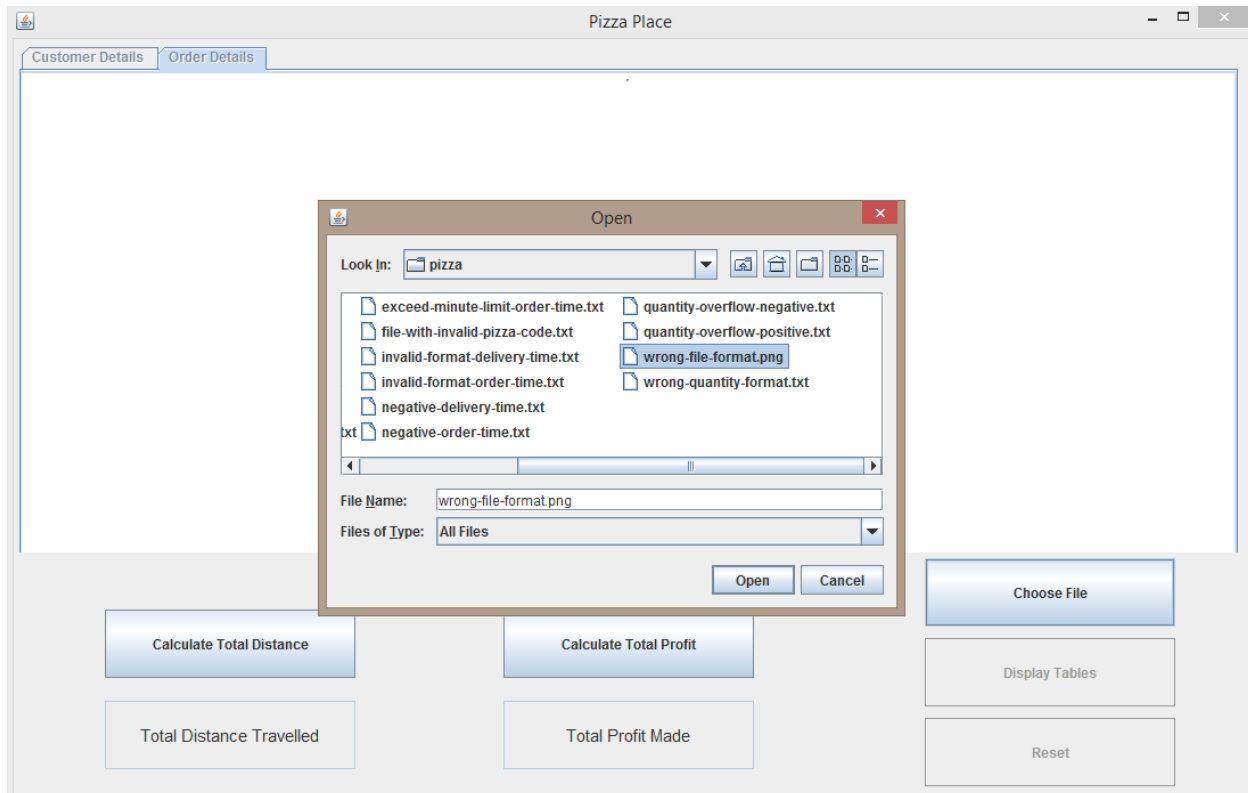 Pizza Place
Customer Details Order Details
Open
Look In: pizza
exceed-minute-limit-order-time.txt quantity-overflow-negative.txt
file-with-invalid-pizza-code.txt quantity-overflow-positive.txt
invalid-format-delivery-time.txt wrong-file-format.png
invalid-format-order-time.txt wrong-quantity-format.txt
negative-delivery-time.txt
txt negative-order-time.txt
File Name: wrong-file-format.png
Files of Type: All Files
Open Cancel
Choose File
Calculate Total Distance Calculate Total Profit
Display Tables
Total Distance Travelled Total Profit Made
Reset